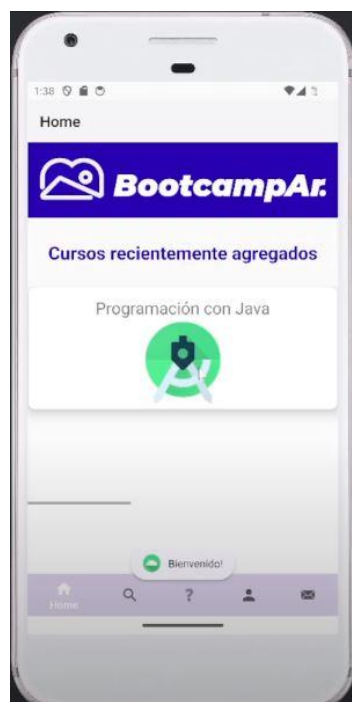 1:38
Home
BootcampAr.
Cursos recientemente agregados
Programación con Java
Bienvenido!
Home
?